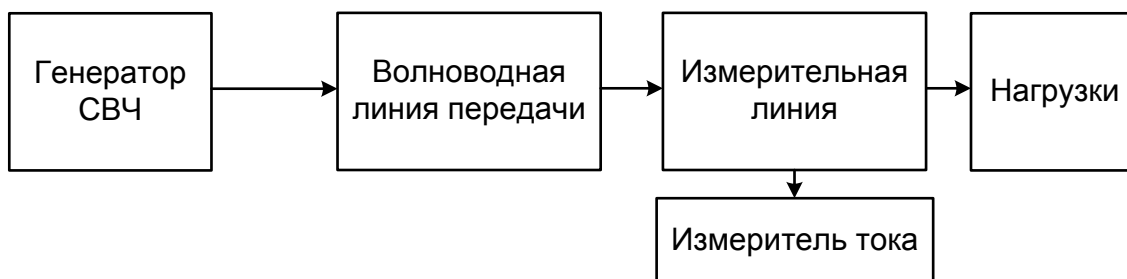 Генератор
СВЧ
Волноводная
линия передачи
Измерительная
линия
Нагрузки
Измеритель тока